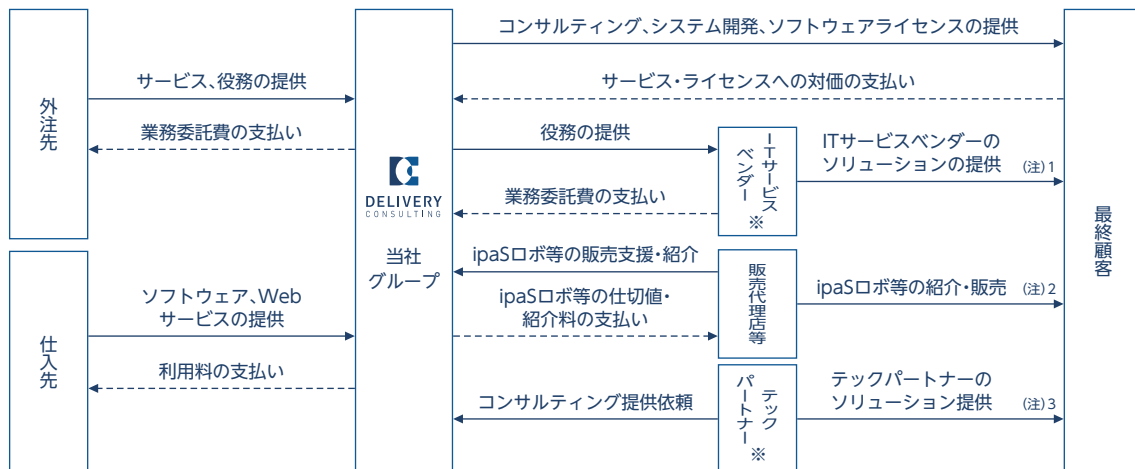 コンサルティング、システム開発、ソフトウェアライセンスの提供
サービス、役務の提供
サービス・ライセンスへの対価の支払い
外注先
業務委託費の支払い
役務の提供
ITサービス
ベンダー
※
ITサービスベンダーの
ソリューションの提供 (注)1
DELIVERY
CONSULTING
業務委託費の支払い
当社
グループ
最終顧客
ipaSロボ等の販売支援・紹介
販売代理店等
ipaSロボ等の紹介・販売 (注)2
ソフトウェア、Web
サービスの提供
ipaSロボ等の仕切値・
紹介料の支払い
仕入先
利用料の支払い
テック
パートナー
※
テックパートナーの
ソリューション提供 (注)3
コンサルティング提供依頼